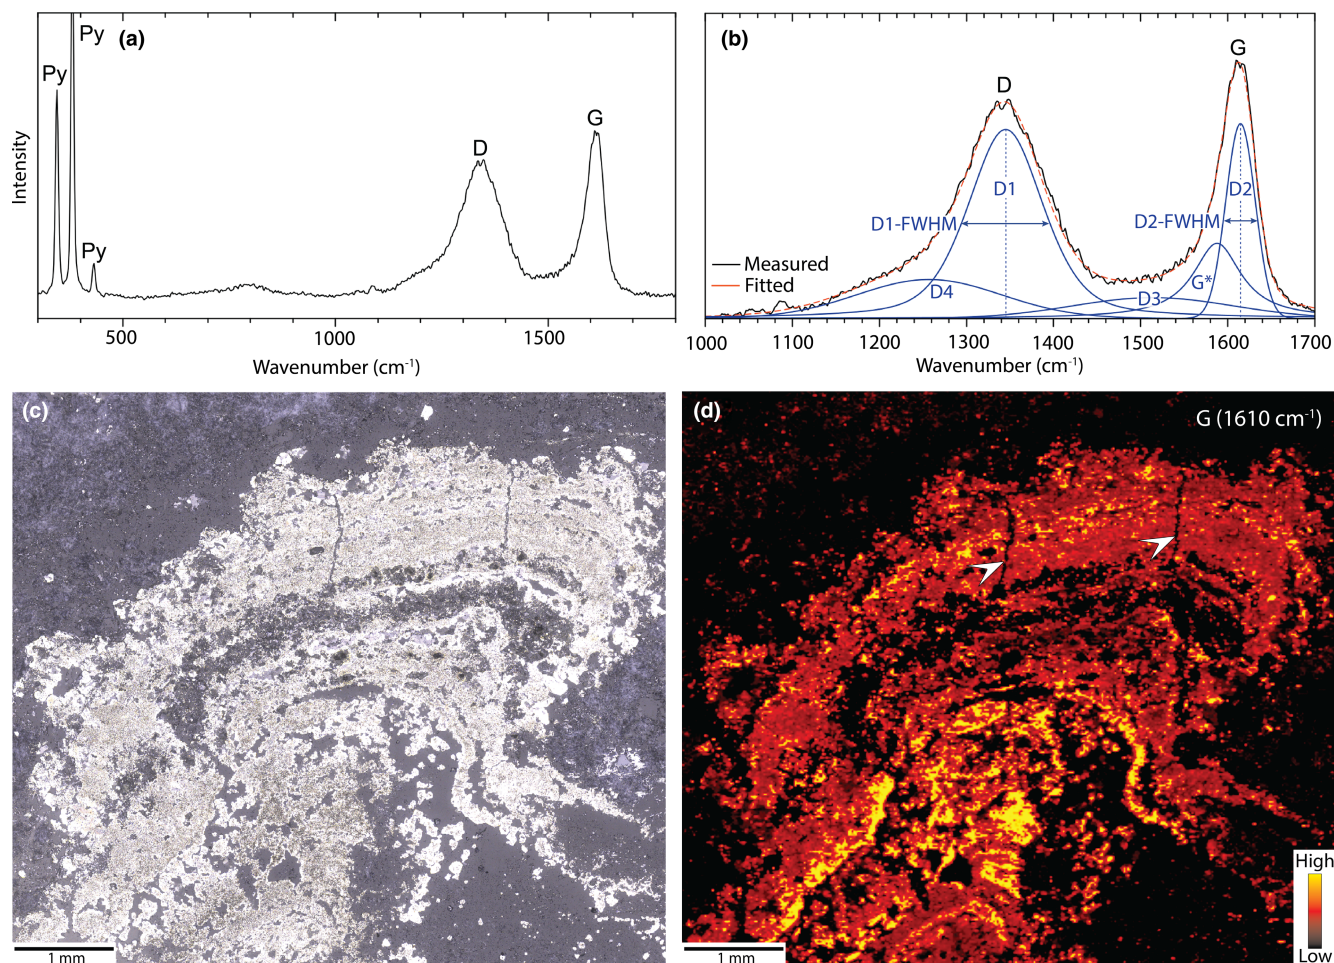 (a)
Py
Py
Py
D
G
Intensity
500
1000
1500
Wavenumber (cm-1)
(b)
D
G
D1
D2
D1-FWHM
D2-FWHM
Measured
Fitted
D4
D3
G*
1000
1100
1200
1300
1400
1500
1600
1700
Wavenumber (cm-1)
(c)
1 mm
(d)
G (1610 cm-1)
1 mm
High
Low